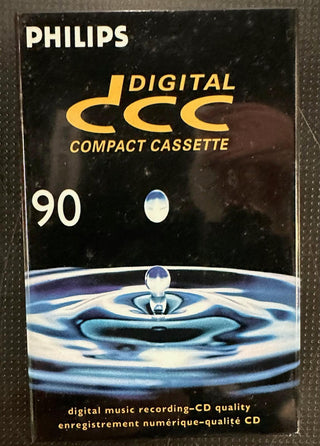 PHILIPS
DIGITAL
dcc
COMPACT CASSETTE
90
digital music recording–CD quality
enregistrement numérique–qualité CD